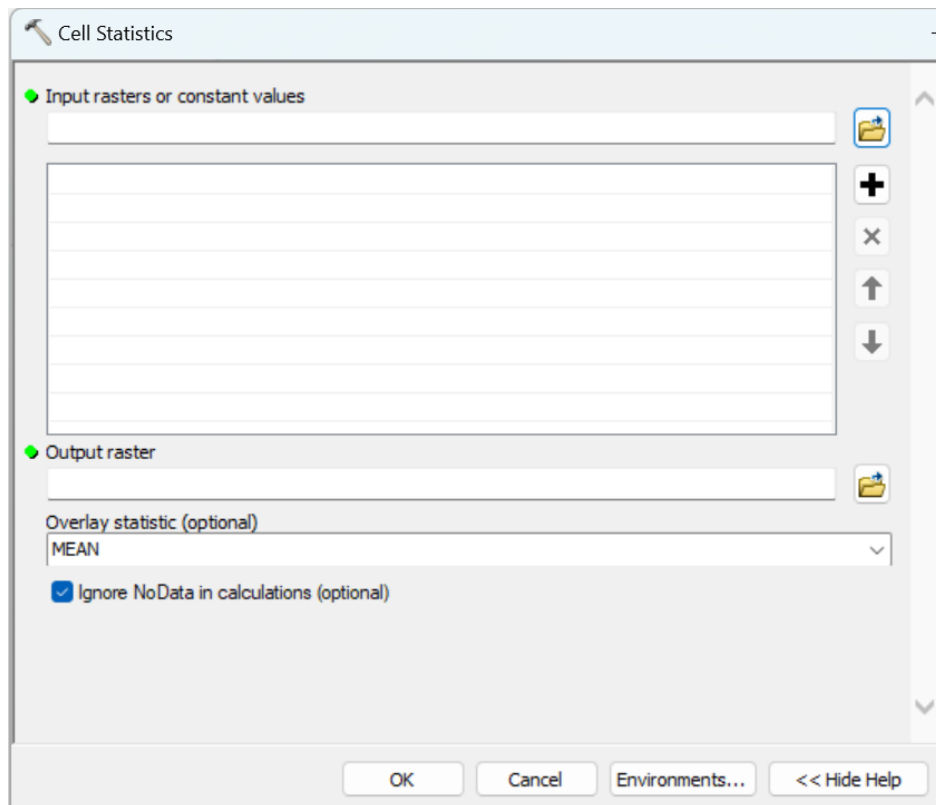 Cell Statistics
Input rasters or constant values
Output raster
Overlay statistic (optional)
MEAN
Ignore NoData in calculations (optional)
OK
Cancel
Environments...
<< Hide Help